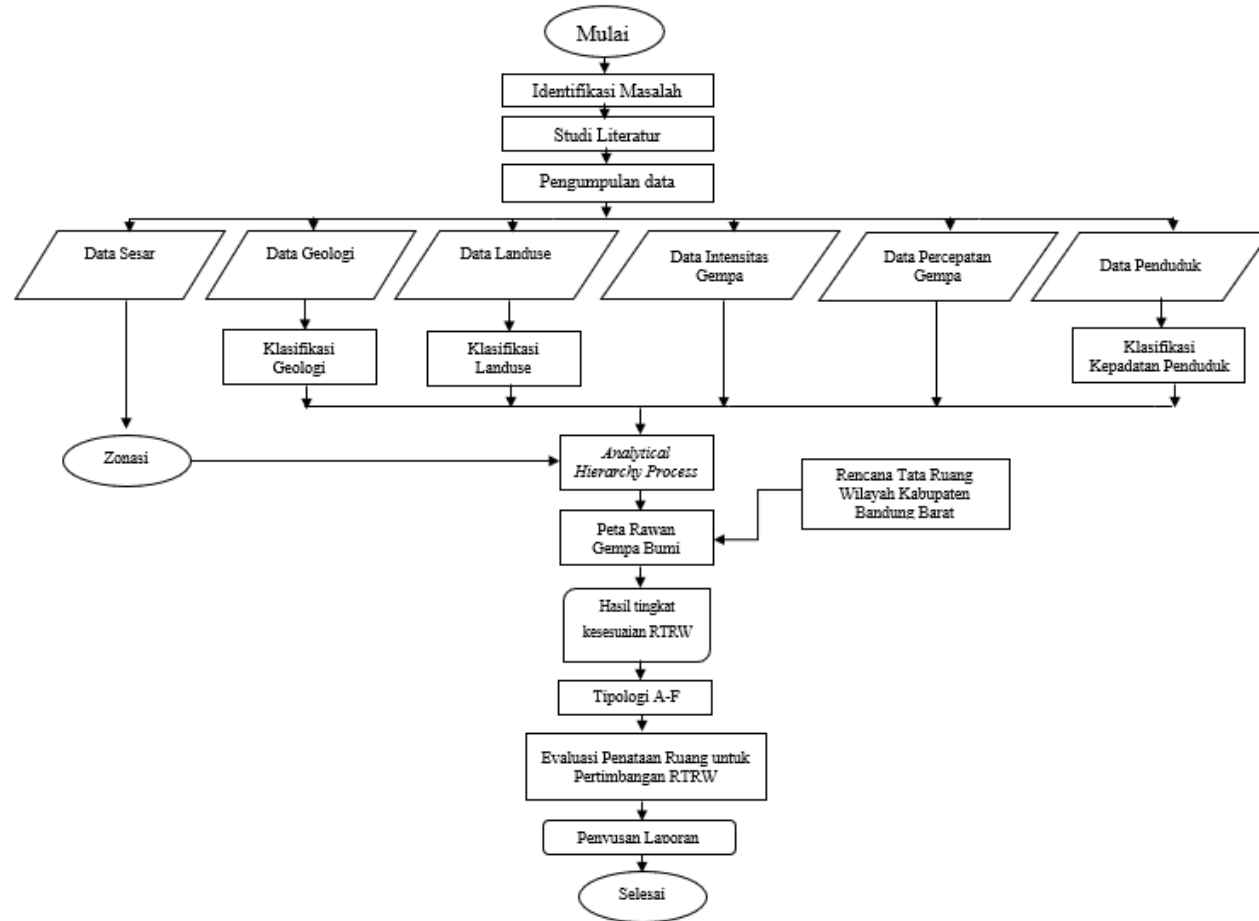 Mulai
Identifikasi Masalah
Studi Literatur
Pengumpulan data
Data Sesar
Data Geologi
Data Landuse
Data Intensitas
Gempa
Data Percepatan
Gempa
Data Penduduk
Klasifikasi
Geologi
Klasifikasi
Landuse
Klasifikasi
Kepadatan Penduduk
Zonasi
Analytical
Hierarchy Process
Rencana Tata Ruang
Wilayah Kabupaten
Bandung Barat
Peta Rawan
Gempa Bumi
Hasil tingkat
kesesuaian RTRW
Tipologi A-F
Evaluasi Penataan Ruang untuk
Pertimbangan RTRW
Penyusan Laporan
Selesai